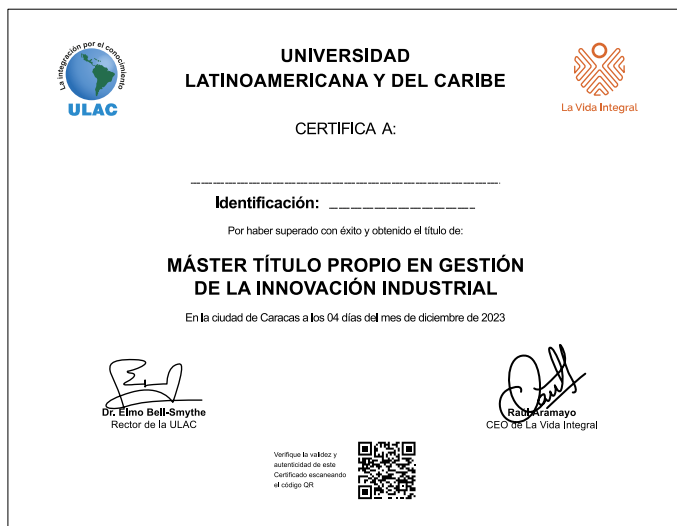 La integración por el conocimiento
ULAC
UNIVERSIDAD
LATINOAMERICANA Y DEL CARIBE
La Vida Integral
CERTIFICA A:
Identificación:
Por haber superado con éxito y obtenido el título de:
MÁSTER TÍTULO PROPIO EN GESTIÓN
DE LA INNOVACIÓN INDUSTRIAL
En la ciudad de Caracas a los 04 días del mes de diciembre de 2023
Dr. Elmo Bell-Smythe
Rector de la ULAC
Raúl Aramayo
CEO de La Vida Integral
Verifique la validez y
autenticidad de este
Certificado escaneando
el código QR